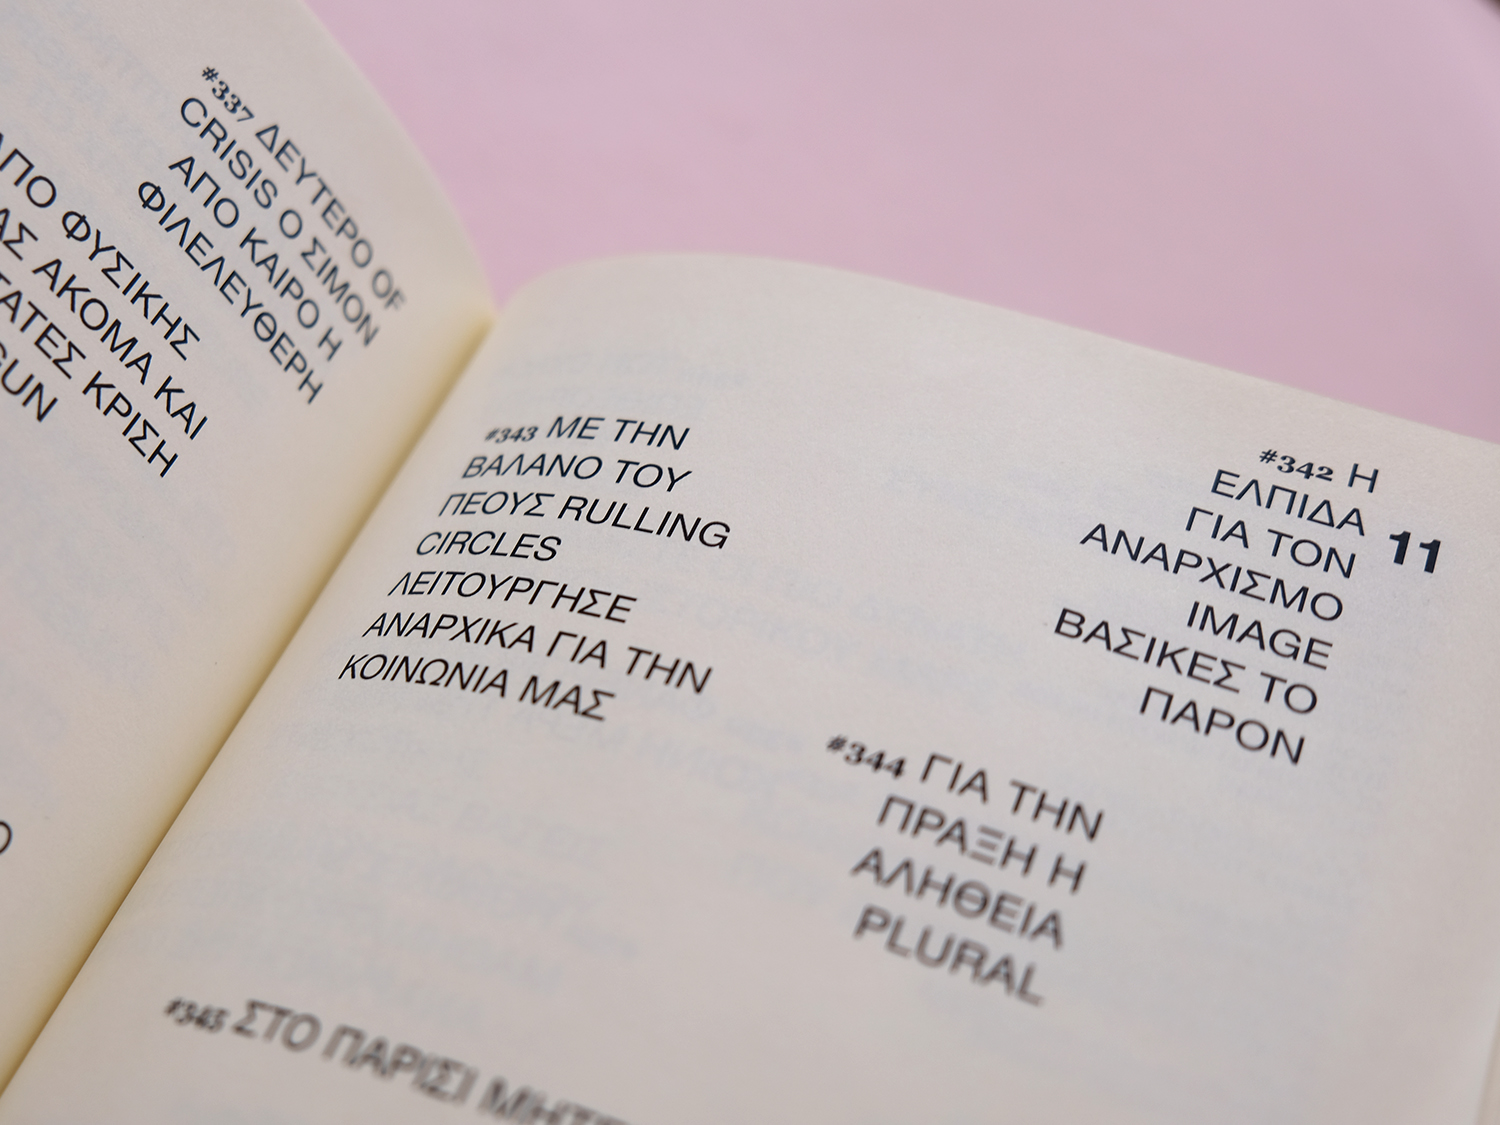 #337 ΔΕΥΤΕΡΟ OF
CRISIS Ο ΣΙΜΟΝ
ΑΠΟ ΚΑΙΡΟ Η
ΦΙΛΕΛΕΥΘΕΡΗ
ΑΠΟ ΦΥΣΙΚΗΣ
ΑΚΟΜΑ ΚΑΙ
ΚΡΙΣΗ
#343 ΜΕ ΤΗΝ
ΒΑΛΑΝΟ ΤΟΥ
ΠΕΟΥΣ RULLING
CIRCLES
ΛΕΙΤΟΥΡΓΗΣΕ
ΑΝΑΡΧΙΚΑ ΓΙΑ ΤΗΝ
ΚΟΙΝΩΝΙΑ ΜΑΣ
#342 Η
ΕΛΠΙΔΑ
ΓΙΑ ΤΟΝ
ΑΝΑΡΧΙΣΜΟ
IMAGE
ΒΑΣΙΚΕΣ ΤΟ
ΠΑΡΟΝ
11
#344 ΓΙΑ ΤΗΝ
ΠΡΑΞΗ Η
ΑΛΗΘΕΙΑ
PLURAL
#345 ΣΤΟ ΠΑΡΙΣΙ